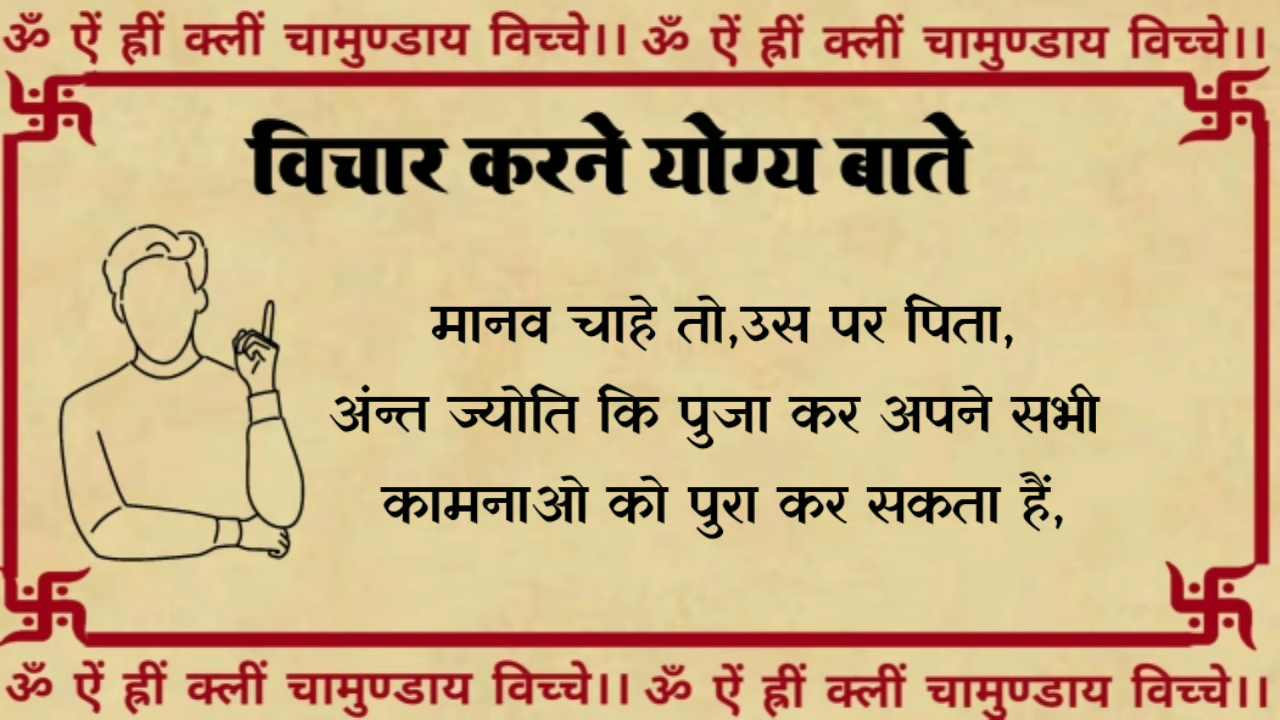 ॐ ऐं ह्रीं क्लीं चामुण्डाय विच्चे।। ॐ ऐं ह्रीं क्लीं चामुण्डाय विच्चे।।
विचार करने योग्य बाते
मानव चाहे तो,उस पर पिता,
अंन्त ज्योति कि पुजा कर अपने सभी
कामनाओ को पुरा कर सकता हैं,
ॐ ऐं ह्रीं क्लीं चामुण्डाय विच्चे।। ॐ ऐं ह्रीं क्लीं चामुण्डाय विच्चे।।